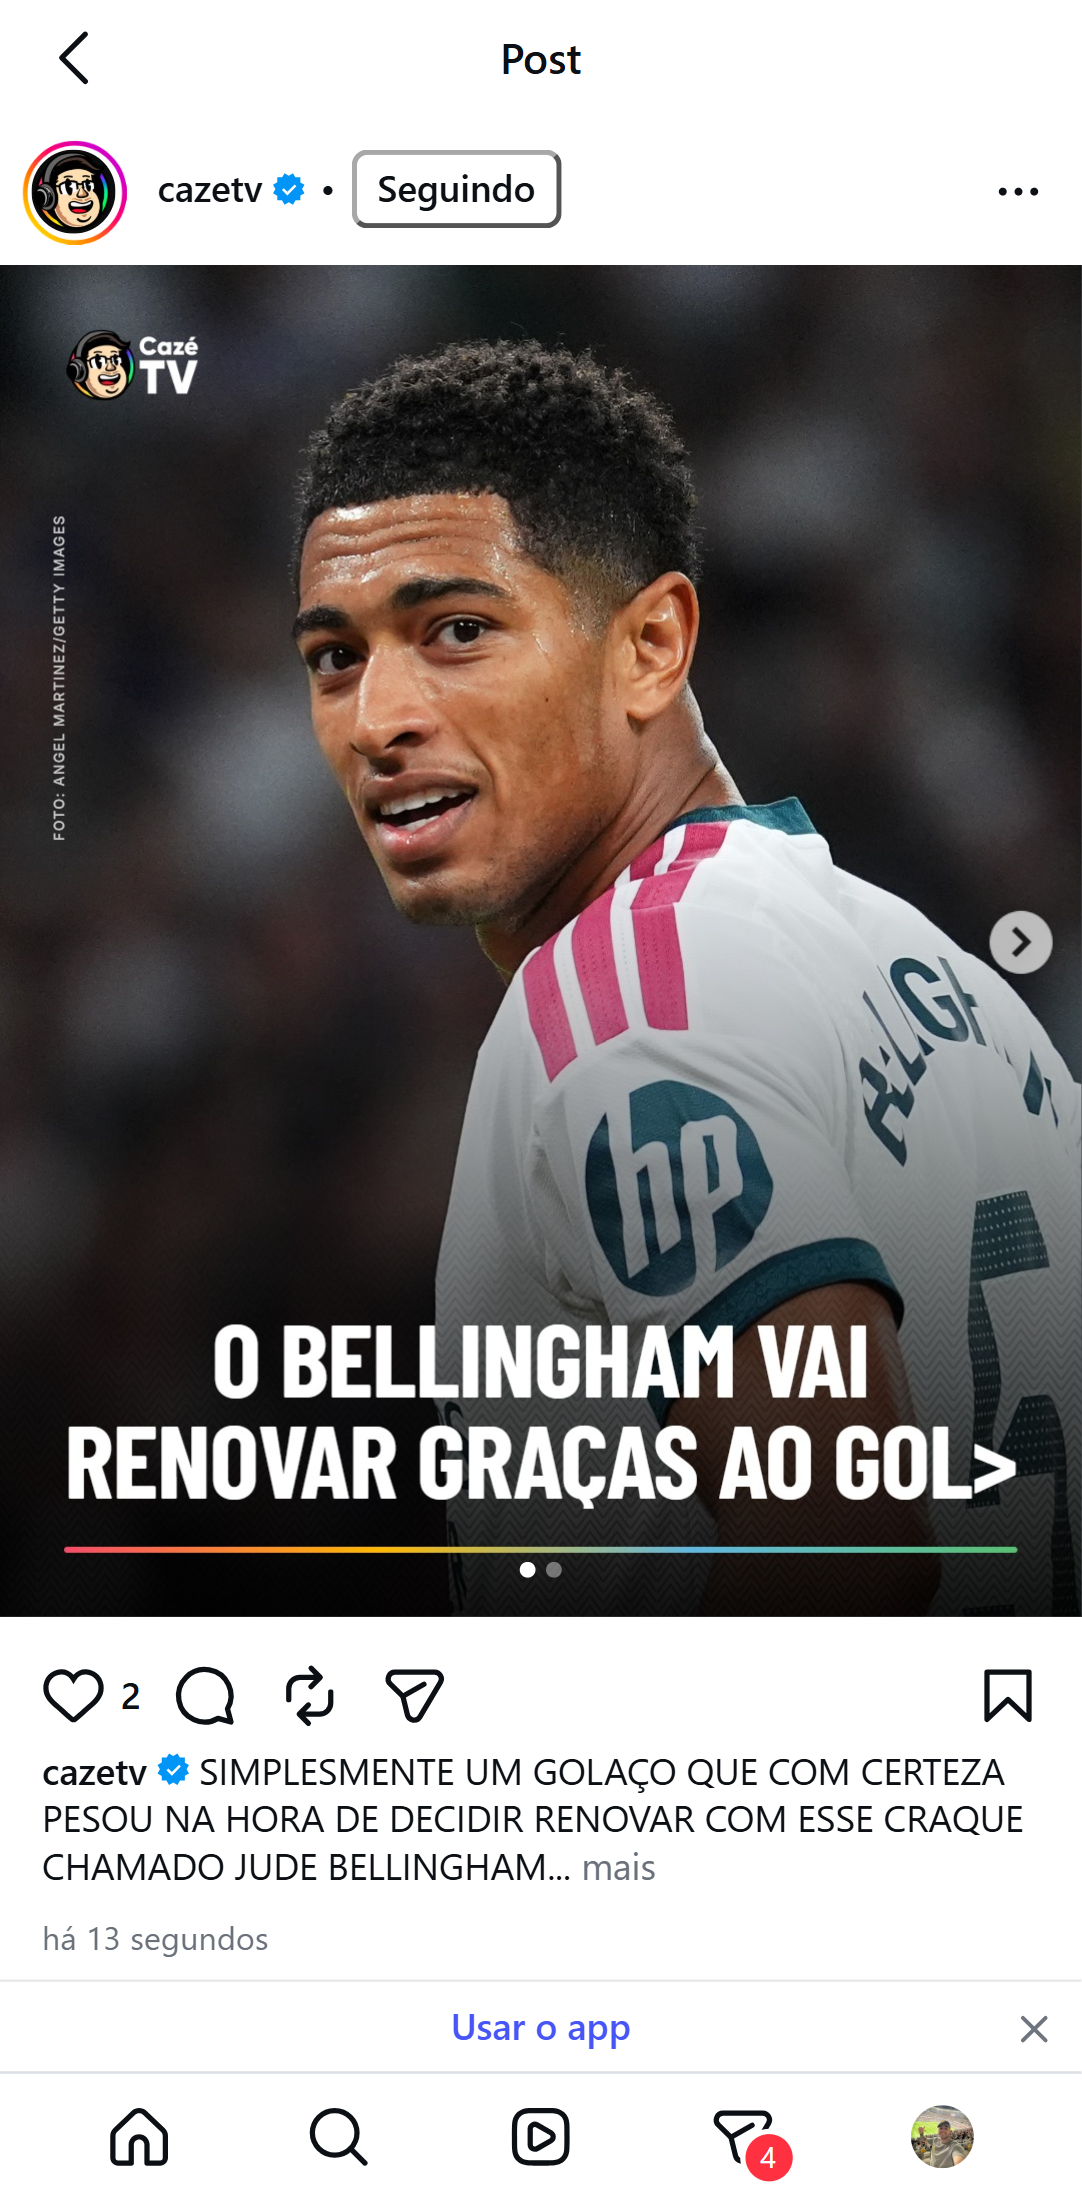 Post
cazetv • Seguindo
Cazé
TV
FOTO: ANGEL MARTINEZ/GETTY IMAGES
hp
O BELLINGHAM VAI
RENOVAR GRAÇAS AO GOL>
2
cazetv SIMPLESMENTE UM GOLAÇO QUE COM CERTEZA
PESOU NA HORA DE DECIDIR RENOVAR COM ESSE CRAQUE
CHAMADO JUDE BELLINGHAM... mais
há 13 segundos
Usar o app
4